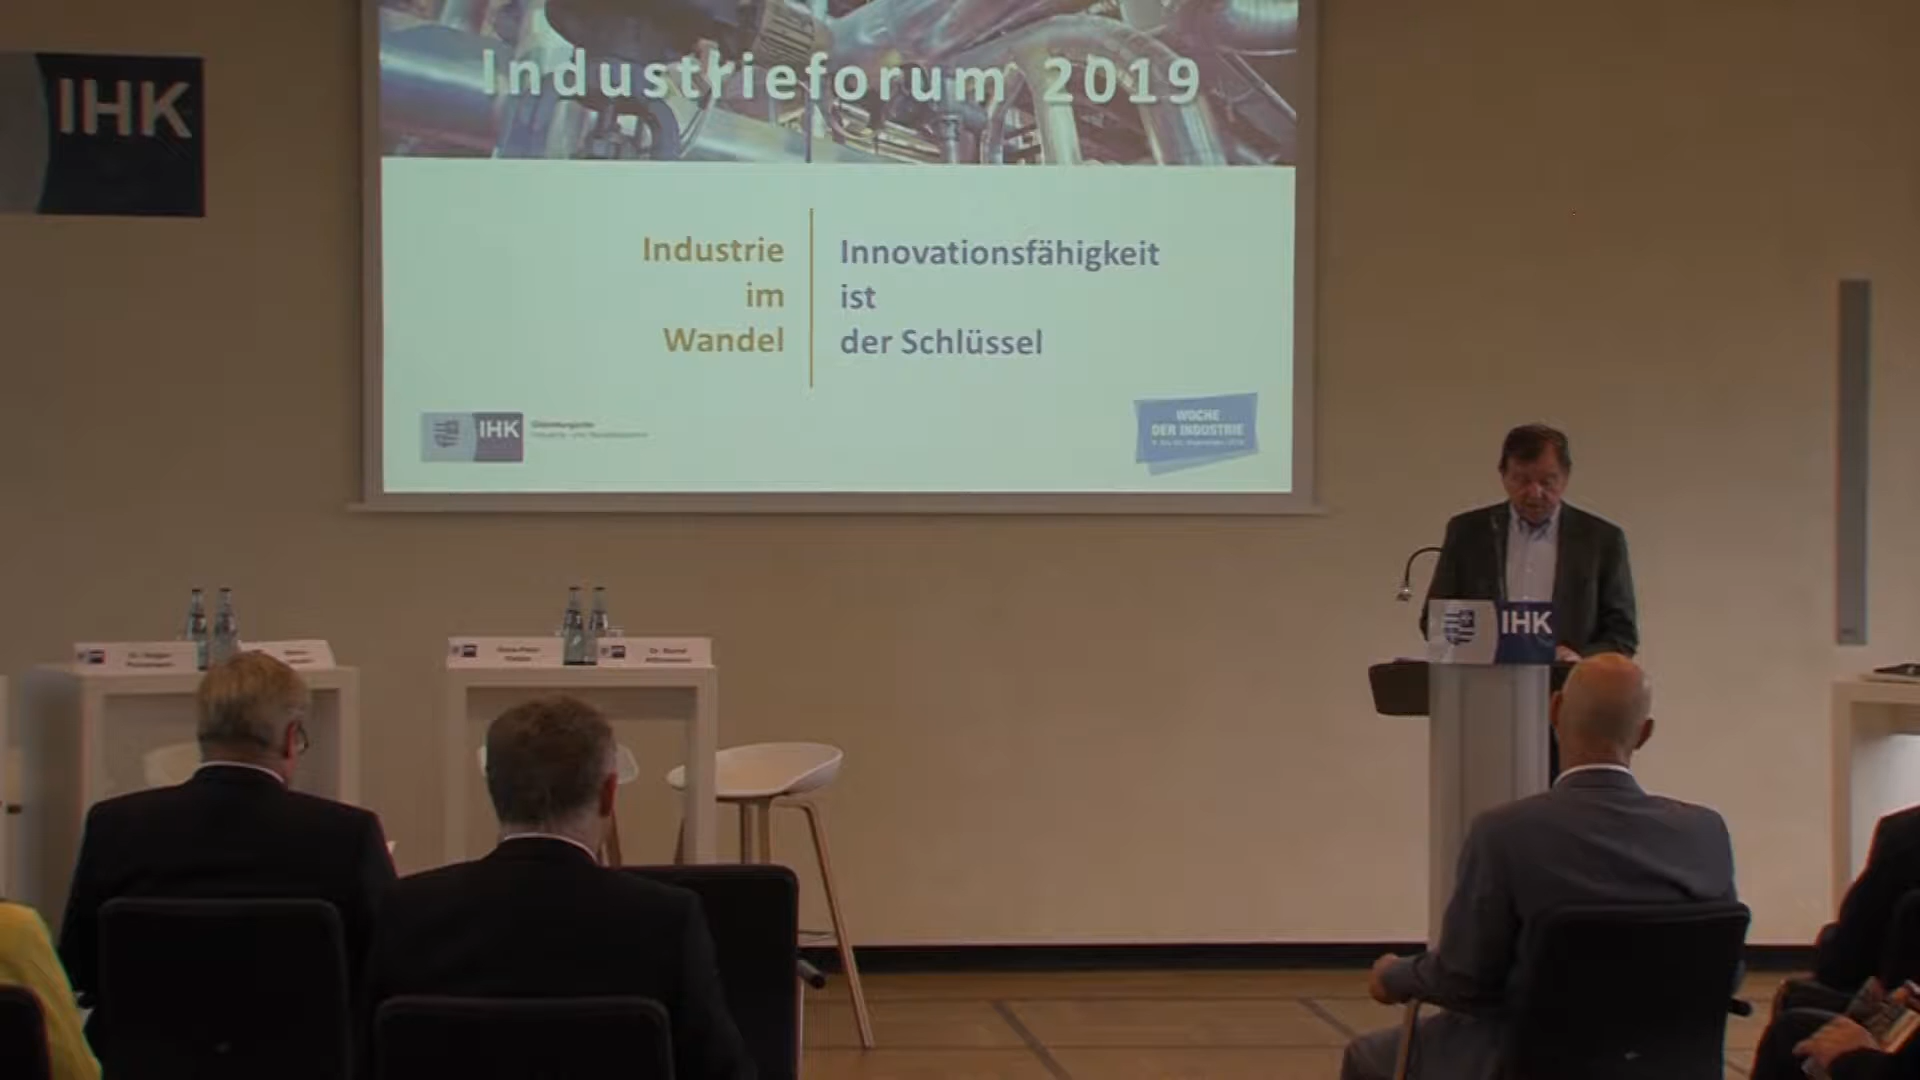 IHK
Industrieforum 2019
Industrie
im
Wandel
Innovationsfähigkeit
ist
der Schlüssel
IHK
WOCHE
DER INDUSTRIE
IHK